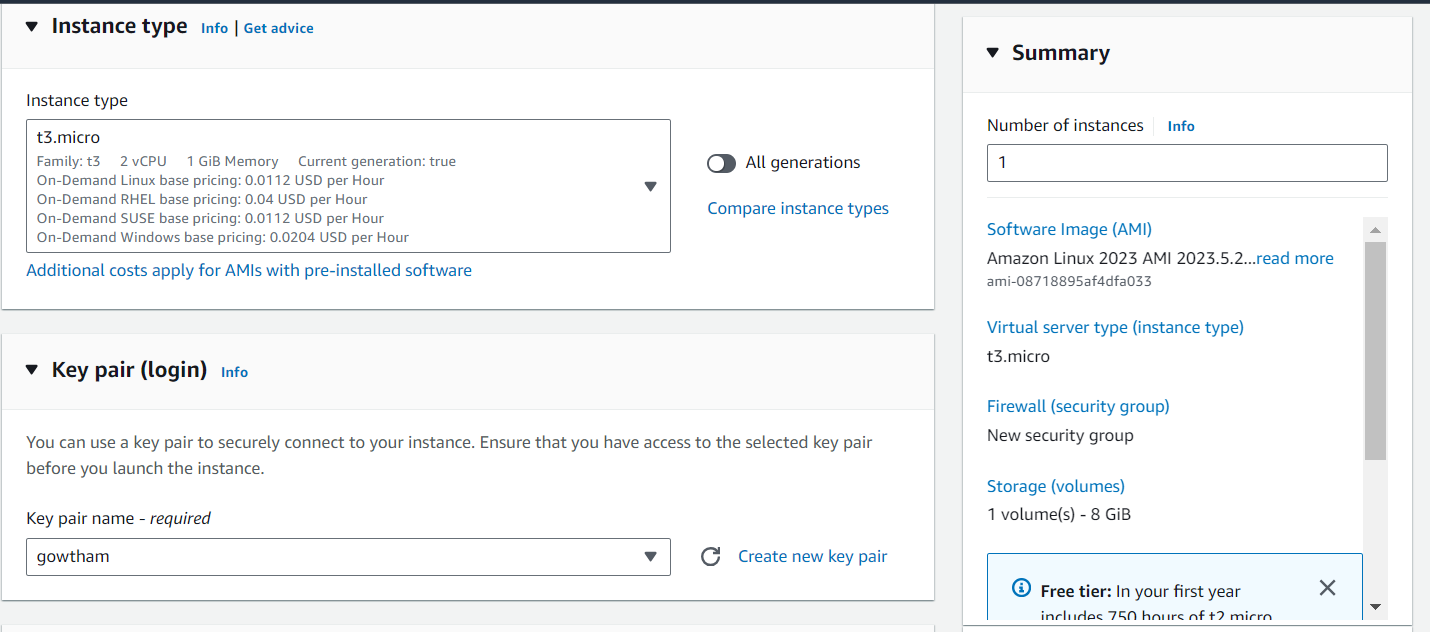 Instance type Info | Get advice
Instance type
t3.micro
Family: t3 2 vCPU 1 GiB Memory Current generation: true
On-Demand Linux base pricing: 0.0112 USD per Hour
On-Demand RHEL base pricing: 0.04 USD per Hour
On-Demand SUSE base pricing: 0.0112 USD per Hour
On-Demand Windows base pricing: 0.0204 USD per Hour
All generations
Compare instance types
Additional costs apply for AMIs with pre-installed software
Key pair (login) Info
You can use a key pair to securely connect to your instance. Ensure that you have access to the selected key pair
before you launch the instance.
Key pair name - required
gowtham
Create new key pair
Summary
Number of instances Info
1
Software Image (AMI)
Amazon Linux 2023 AMI 2023.5.2...read more
ami-08718895af4dfa033
Virtual server type (instance type)
t3.micro
Firewall (security group)
New security group
Storage (volumes)
1 volume(s) - 8 GiB
Free tier: In your first year
includes 750 hours of t2.micro